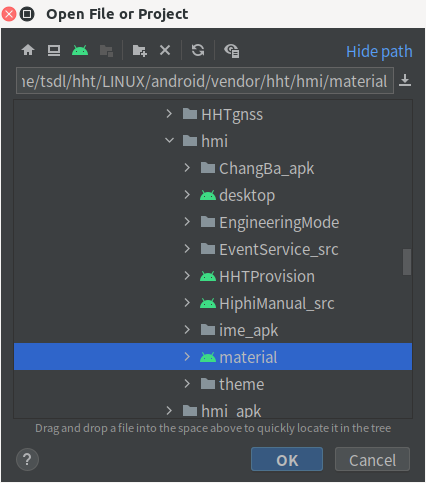 Open File or Project
Hide path
ne/tsdl/hht/LINUX/android/vendor/hht/hmi/material
HHTgnss
hmi
ChangBa_apk
desktop
EngineeringMode
EventService_src
HHTProvision
HiphiManual_src
ime_apk
material
theme
hmi_apk
Drag and drop a file into the space above to quickly locate it in the tree
?
OK
Cancel